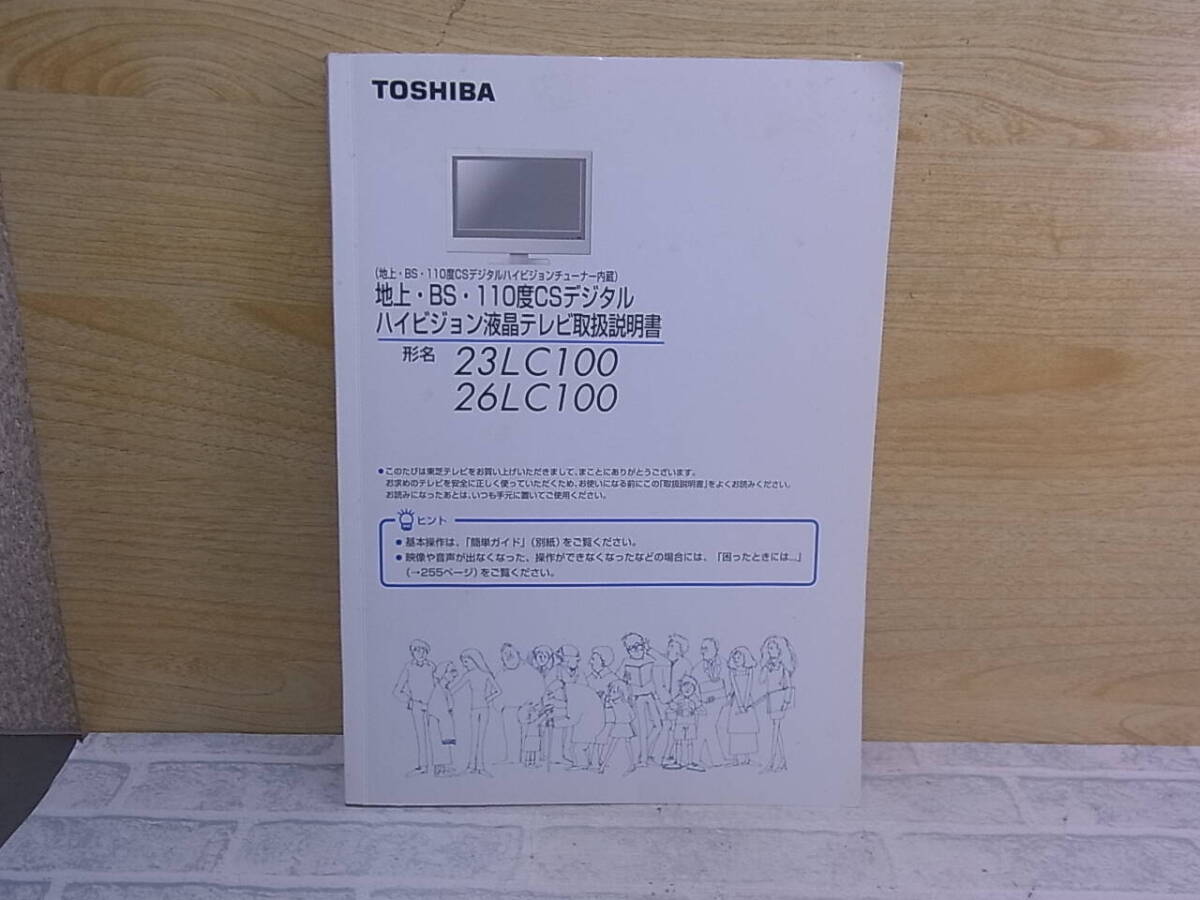 TOSHIBA
(地上・BS・110度CSデジタルハイビジョンチューナー内蔵)
地上・BS・110度CSデジタル
ハイビジョン液晶テレビ取扱説明書
形名 23LC100
26LC100
●このたびは東芝テレビをお買い上げいただきまして、まことにありがとうございます。
お求めのテレビを安全に正しく使っていただくため、お使いになる前にこの「取扱説明書」をよくお読みください。
お読みになったあとは、いつも手元に置いてご使用ください。
ヒント
●基本操作は、「簡単ガイド」(別紙)をご覧ください。
●映像や音声が出なくなった、操作ができなくなったなどの場合には、「困ったときには...」
(→255ページ)をご覧ください。